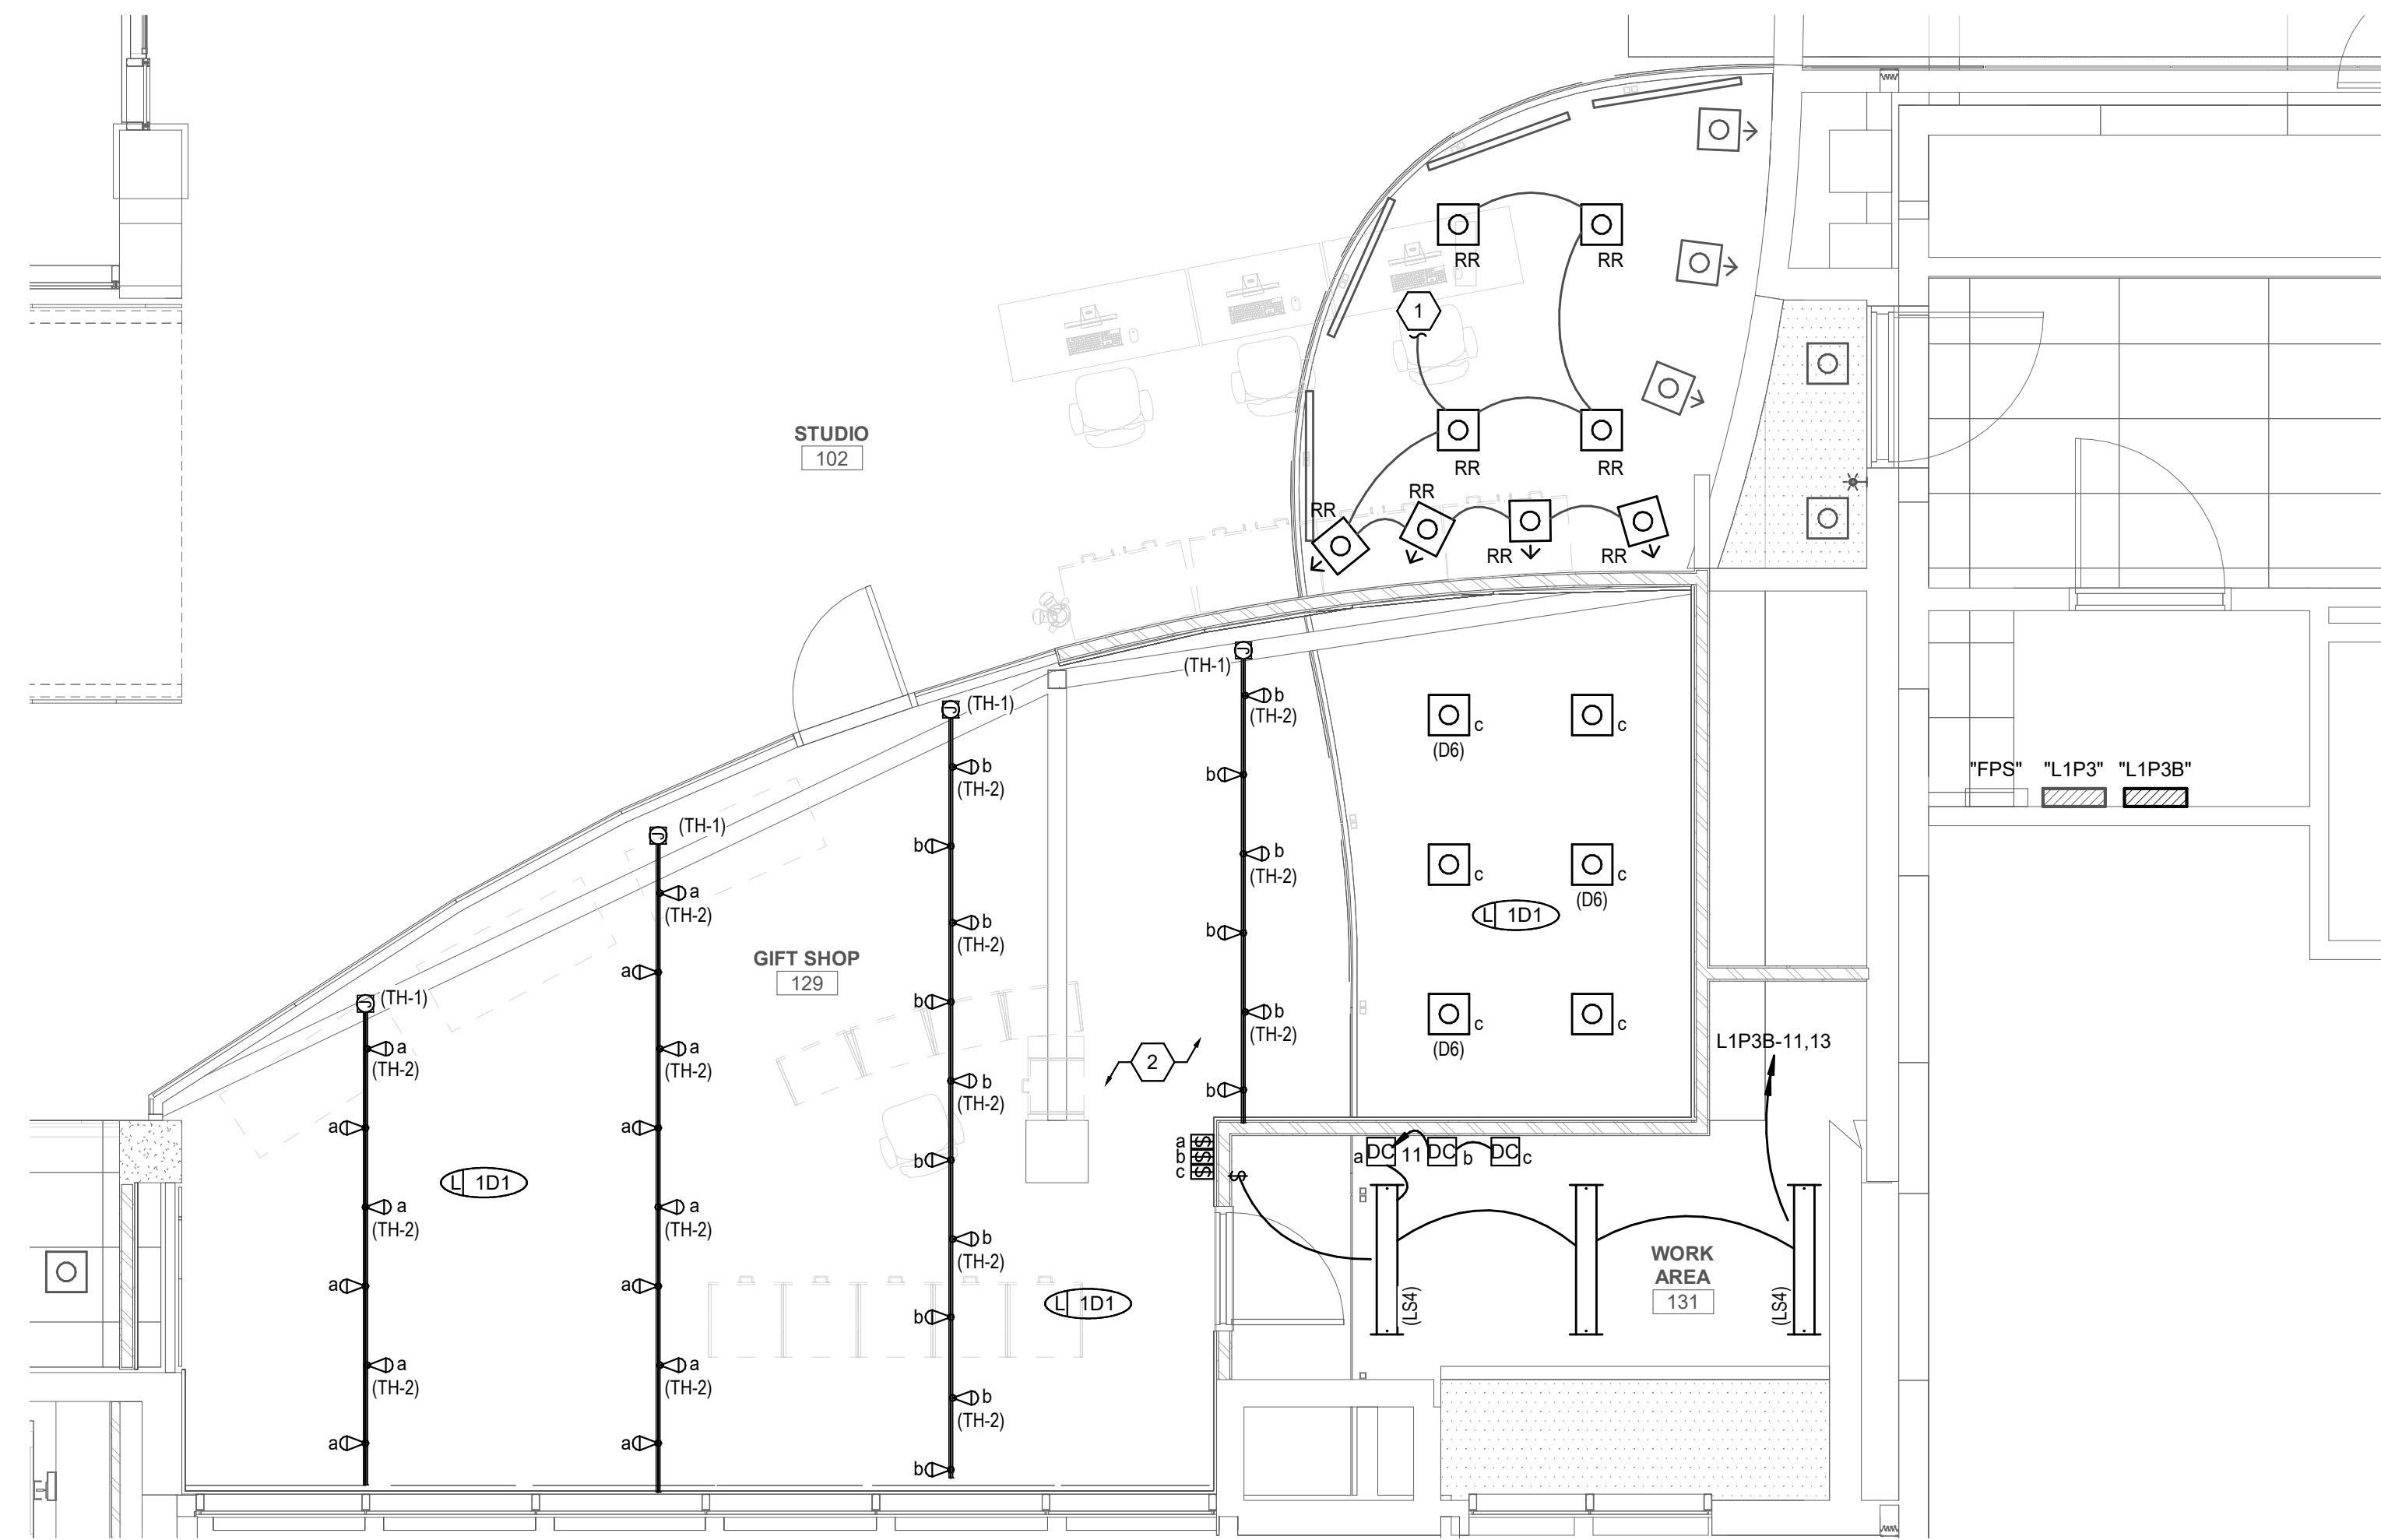 RR
RR
1
STUDIO
102
RR
RR
RR
RR
RR
RR
(TH-1)
b
(TH-2)
J
(TH-1)
J
c
(D6)
c
b
(TH-2)
b
"FPS"
"L1P3"
"L1P3B"
(TH-1)
J
b
b
(TH-2)
c
c
(D6)
a
(TH-2)
b
(TH-2)
L 1D1
b
GIFT SHOP
129
a
(TH-1)
J
b
b
(TH-2)
c
(D6)
c
a
(TH-2)
a
(TH-2)
2
L1P3B-11,13
b
(TH-2)
b
a
a
a
b
c
S
S
S
S
a
DC
11
DC
b
DC
c
b
L 1D1
a
(TH-2)
a
(TH-2)
b
(TH-2)
WORK
AREA
131
a
a
L 1D1
(LS4)
(LS4)
b
a
(TH-2)
a
(TH-2)
b
(TH-2)
a
a
b